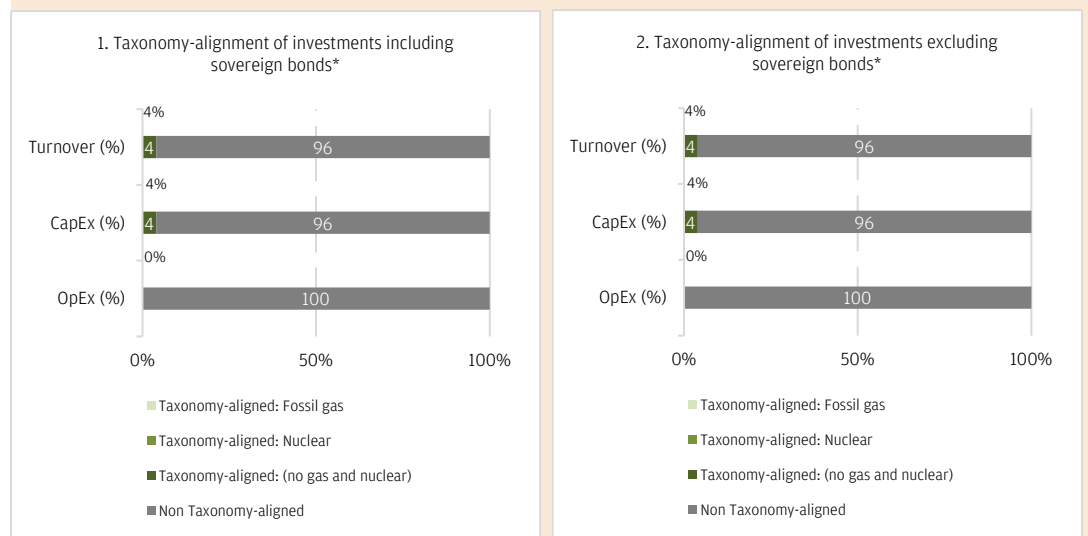 1. Taxonomy-alignment of investments including
sovereign bonds*
4%
Turnover (%)
4
96
4%
CapEx (%)
4
96
0%
OpEx (%)
100
0%
50%
100%
Taxonomy-aligned: Fossil gas
Taxonomy-aligned: Nuclear
Taxonomy-aligned: (no gas and nuclear)
Non Taxonomy-aligned
2. Taxonomy-alignment of investments excluding
sovereign bonds*
4%
Turnover (%)
4
96
4%
CapEx (%)
4
96
0%
OpEx (%)
100
0%
50%
100%
Taxonomy-aligned: Fossil gas
Taxonomy-aligned: Nuclear
Taxonomy-aligned: (no gas and nuclear)
Non Taxonomy-aligned